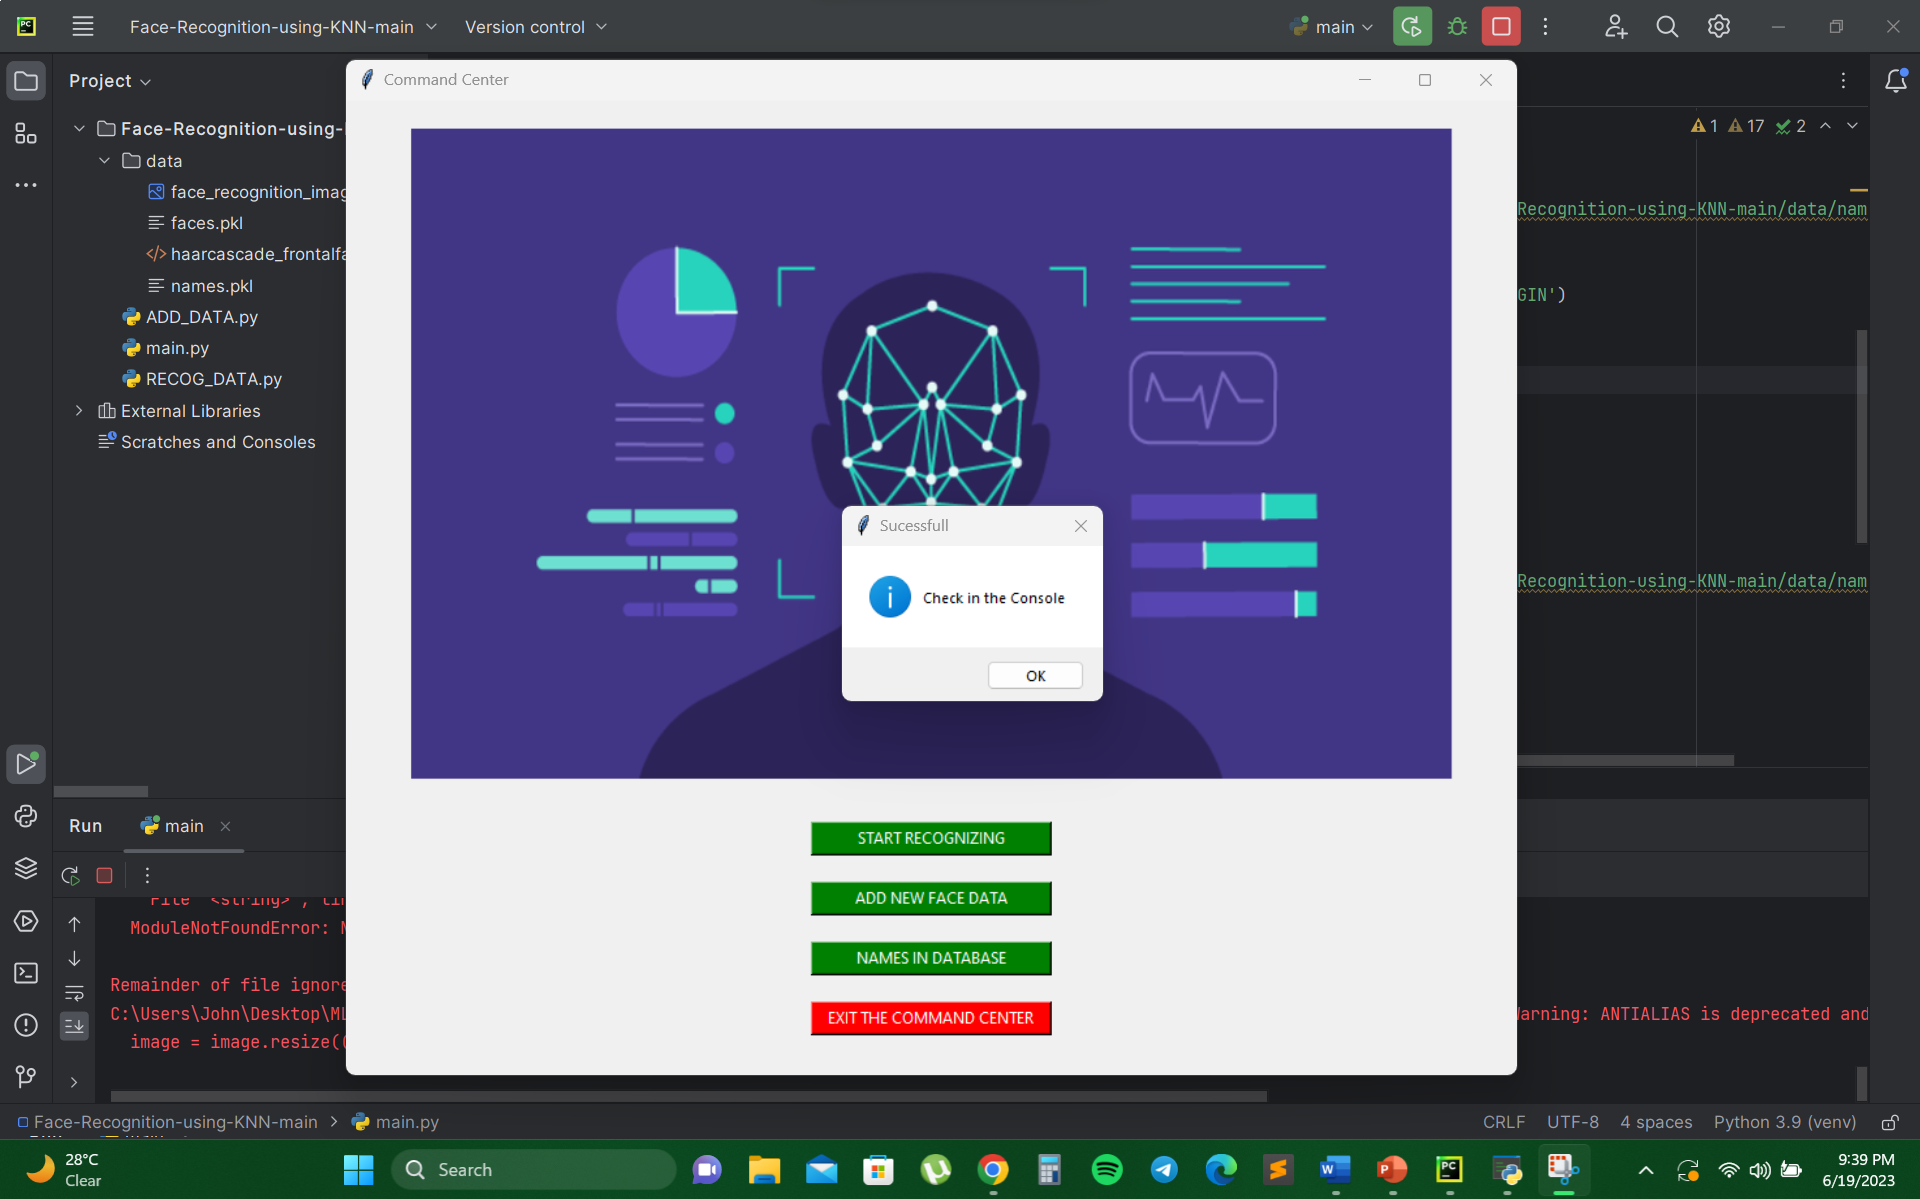 Face-Recognition-using-KNN-main
Version control
main
Project
Command Center
1
17
2
Face-Recognition-using-
data
face_recognition_imag
faces.pkl
haarcascade_frontalfa
names.pkl
ADD_DATA.py
main.py
RECOG_DATA.py
External Libraries
Scratches and Consoles
Recognition-using-KNN-main/data/nam
GIN')
Recognition-using-KNN-main/data/nam
Sucessfull
Check in the Console
OK
START RECOGNIZING
ADD NEW FACE DATA
NAMES IN DATABASE
EXIT THE COMMAND CENTER
Run
main
File "<string>", lin
ModuleNotFoundError: N
Remainder of file ignore
C:\Users\John\Desktop\ML
Warning: ANTIALIAS is deprecated and
image = image.resize((
Face-Recognition-using-KNN-main
main.py
CRLF
UTF-8
4 spaces
Python 3.9 (venv)
28°C
Clear
Search
9:39 PM
6/19/2023